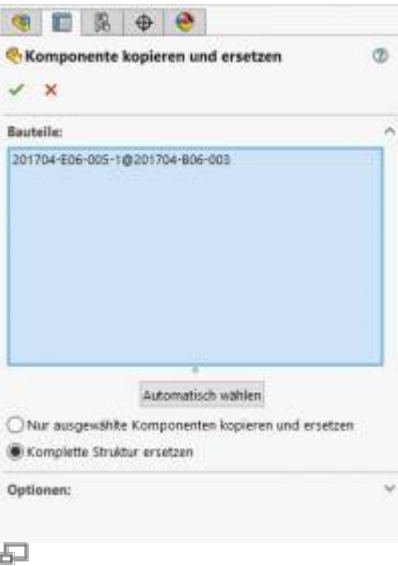 Komponente kopieren und ersetzen
Bauteile:
201704-E06-005-1@201704-B06-003
Automatisch wählen
Nur ausgewählte Komponenten kopieren und ersetzen
Komplette Struktur ersetzen
Optionen: